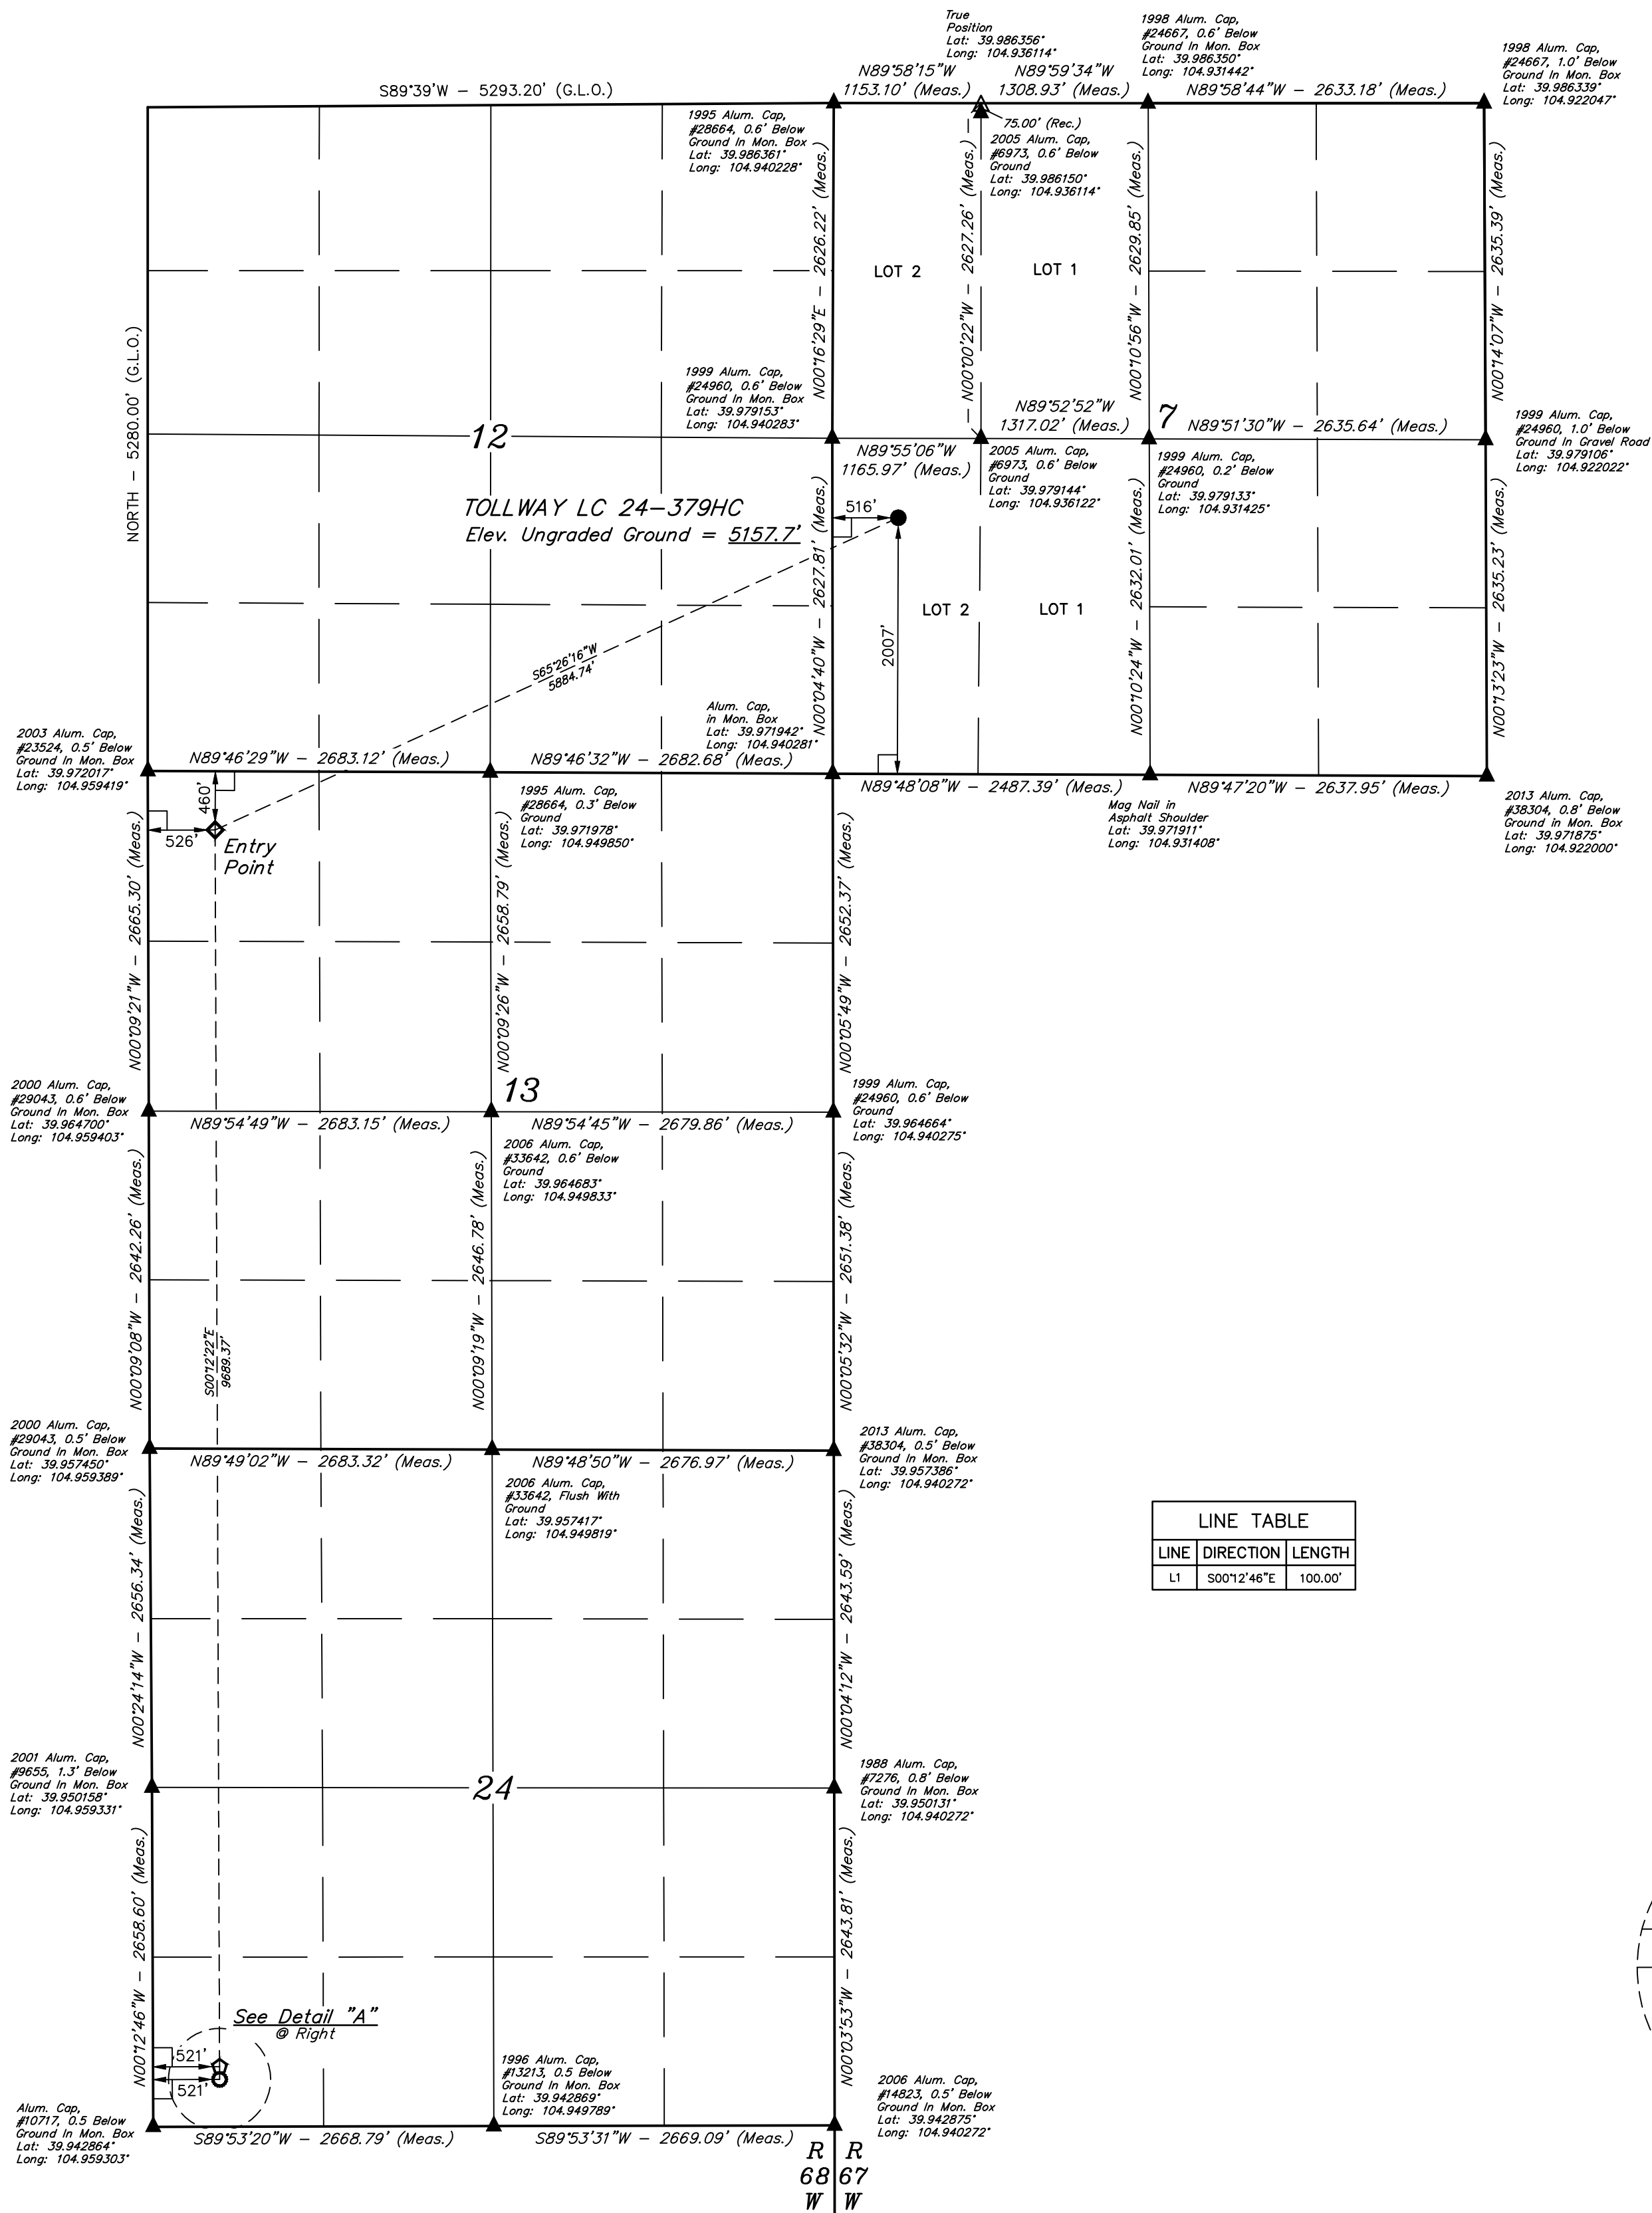 True
Position
Lat: 39.986356°
Long: 104.936114°
1998 Alum. Cap,
#24667, 0.6' Below
Ground In Mon. Box
Lat: 39.986350°
Long: 104.931442°
1998 Alum. Cap,
#24667, 1.0' Below
Ground In Mon. Box
Lat: 39.986339°
Long: 104.922047°
S89°39'W – 5293.20' (G.L.O.)
N89°58'15"W
1153.10' (Meas.)
N89°59'34"W
1308.93' (Meas.)
N89°58'44"W – 2633.18' (Meas.)
1995 Alum. Cap,
#28664, 0.6' Below
Ground In Mon. Box
Lat: 39.986361°
Long: 104.940228°
75.00' (Rec.)
2005 Alum. Cap,
#6973, 0.6' Below
Ground
Lat: 39.986150°
Long: 104.936114°
NORTH – 5280.00' (G.L.O.)
N00°16'29"E – 2626.22' (Meas.)
N00°00'22"W – 2627.26' (Meas.)
N00°10'56"W – 2629.85' (Meas.)
N00°14'07"W – 2635.39' (Meas.)
LOT 2
LOT 1
1999 Alum. Cap,
#24960, 0.6' Below
Ground In Mon. Box
Lat: 39.979153°
Long: 104.940283°
12
N89°52'52"W
1317.02' (Meas.)
7
N89°51'30"W – 2635.64' (Meas.)
1999 Alum. Cap,
#24960, 1.0' Below
Ground In Gravel Road
Lat: 39.979106°
Long: 104.922022°
N89°55'06"W
1165.97' (Meas.)
2005 Alum. Cap,
#6973, 0.6' Below
Ground
Lat: 39.979144°
Long: 104.936122°
1999 Alum. Cap,
#24960, 0.2' Below
Ground
Lat: 39.979133°
Long: 104.931425°
TOLLWAY LC 24-379HC
Elev. Ungraded Ground = 5157.7'
516'
2007'
N00°04'40"W – 2627.81' (Meas.)
N00°10'24"W – 2632.01' (Meas.)
N00°13'23"W – 2635.23' (Meas.)
LOT 2
LOT 1
S65°26'16"W
5884.74'
Alum. Cap,
in Mon. Box
Lat: 39.971942°
Long: 104.940281°
2003 Alum. Cap,
#23524, 0.5' Below
Ground In Mon. Box
Lat: 39.972017°
Long: 104.959419°
N89°46'29"W – 2683.12' (Meas.)
N89°46'32"W – 2682.68' (Meas.)
N89°48'08"W – 2487.39' (Meas.)
N89°47'20"W – 2637.95' (Meas.)
460'
526'
Entry
Point
1995 Alum. Cap,
#28664, 0.3' Below
Ground
Lat: 39.971978°
Long: 104.949850°
Mag Nail in
Asphalt Shoulder
Lat: 39.971911°
Long: 104.931408°
2013 Alum. Cap,
#38304, 0.8' Below
Ground in Mon. Box
Lat: 39.971875°
Long: 104.922000°
N00°09'21"W – 2665.30' (Meas.)
N00°09'26"W – 2658.79' (Meas.)
N00°05'49"W – 2652.37' (Meas.)
2000 Alum. Cap,
#29043, 0.6' Below
Ground In Mon. Box
Lat: 39.964700°
Long: 104.959403°
13
1999 Alum. Cap,
#24960, 0.6' Below
Ground
Lat: 39.964664°
Long: 104.940275°
N89°54'49"W – 2683.15' (Meas.)
N89°54'45"W – 2679.86' (Meas.)
2006 Alum. Cap,
#33642, 0.6' Below
Ground
Lat: 39.964683°
Long: 104.949833°
N00°09'08"W – 2642.26' (Meas.)
S00°12'22"E
9689.37'
N00°09'19"W – 2646.78' (Meas.)
N00°05'32"W – 2651.38' (Meas.)
2000 Alum. Cap,
#29043, 0.5' Below
Ground In Mon. Box
Lat: 39.957450°
Long: 104.959389°
N89°49'02"W – 2683.32' (Meas.)
N89°48'50"W – 2676.97' (Meas.)
2013 Alum. Cap,
#38304, 0.5' Below
Ground In Mon. Box
Lat: 39.957386°
Long: 104.940272°
2006 Alum. Cap,
#33642, Flush With
Ground
Lat: 39.957417°
Long: 104.949819°
LINE TABLE
LINE DIRECTION LENGTH
L1 S00°12'46"E 100.00'
N00°24'14"W – 2656.34' (Meas.)
N00°04'12"W – 2643.59' (Meas.)
2001 Alum. Cap,
#9655, 1.3' Below
Ground In Mon. Box
Lat: 39.950158°
Long: 104.959331°
24
1988 Alum. Cap,
#7276, 0.8' Below
Ground In Mon. Box
Lat: 39.950131°
Long: 104.940272°
N00°12'46"W – 2658.60' (Meas.)
N00°03'53"W – 2643.81' (Meas.)
See Detail "A"
@ Right
521'
521'
1996 Alum. Cap,
#13213, 0.5 Below
Ground In Mon. Box
Lat: 39.942869°
Long: 104.949789°
2006 Alum. Cap,
#14823, 0.5' Below
Ground In Mon. Box
Lat: 39.942875°
Long: 104.940272°
Alum. Cap,
#10717, 0.5 Below
Ground In Mon. Box
Lat: 39.942864°
Long: 104.959303°
S89°53'20"W – 2668.79' (Meas.)
S89°53'31"W – 2669.09' (Meas.)
R R
68 67
W W